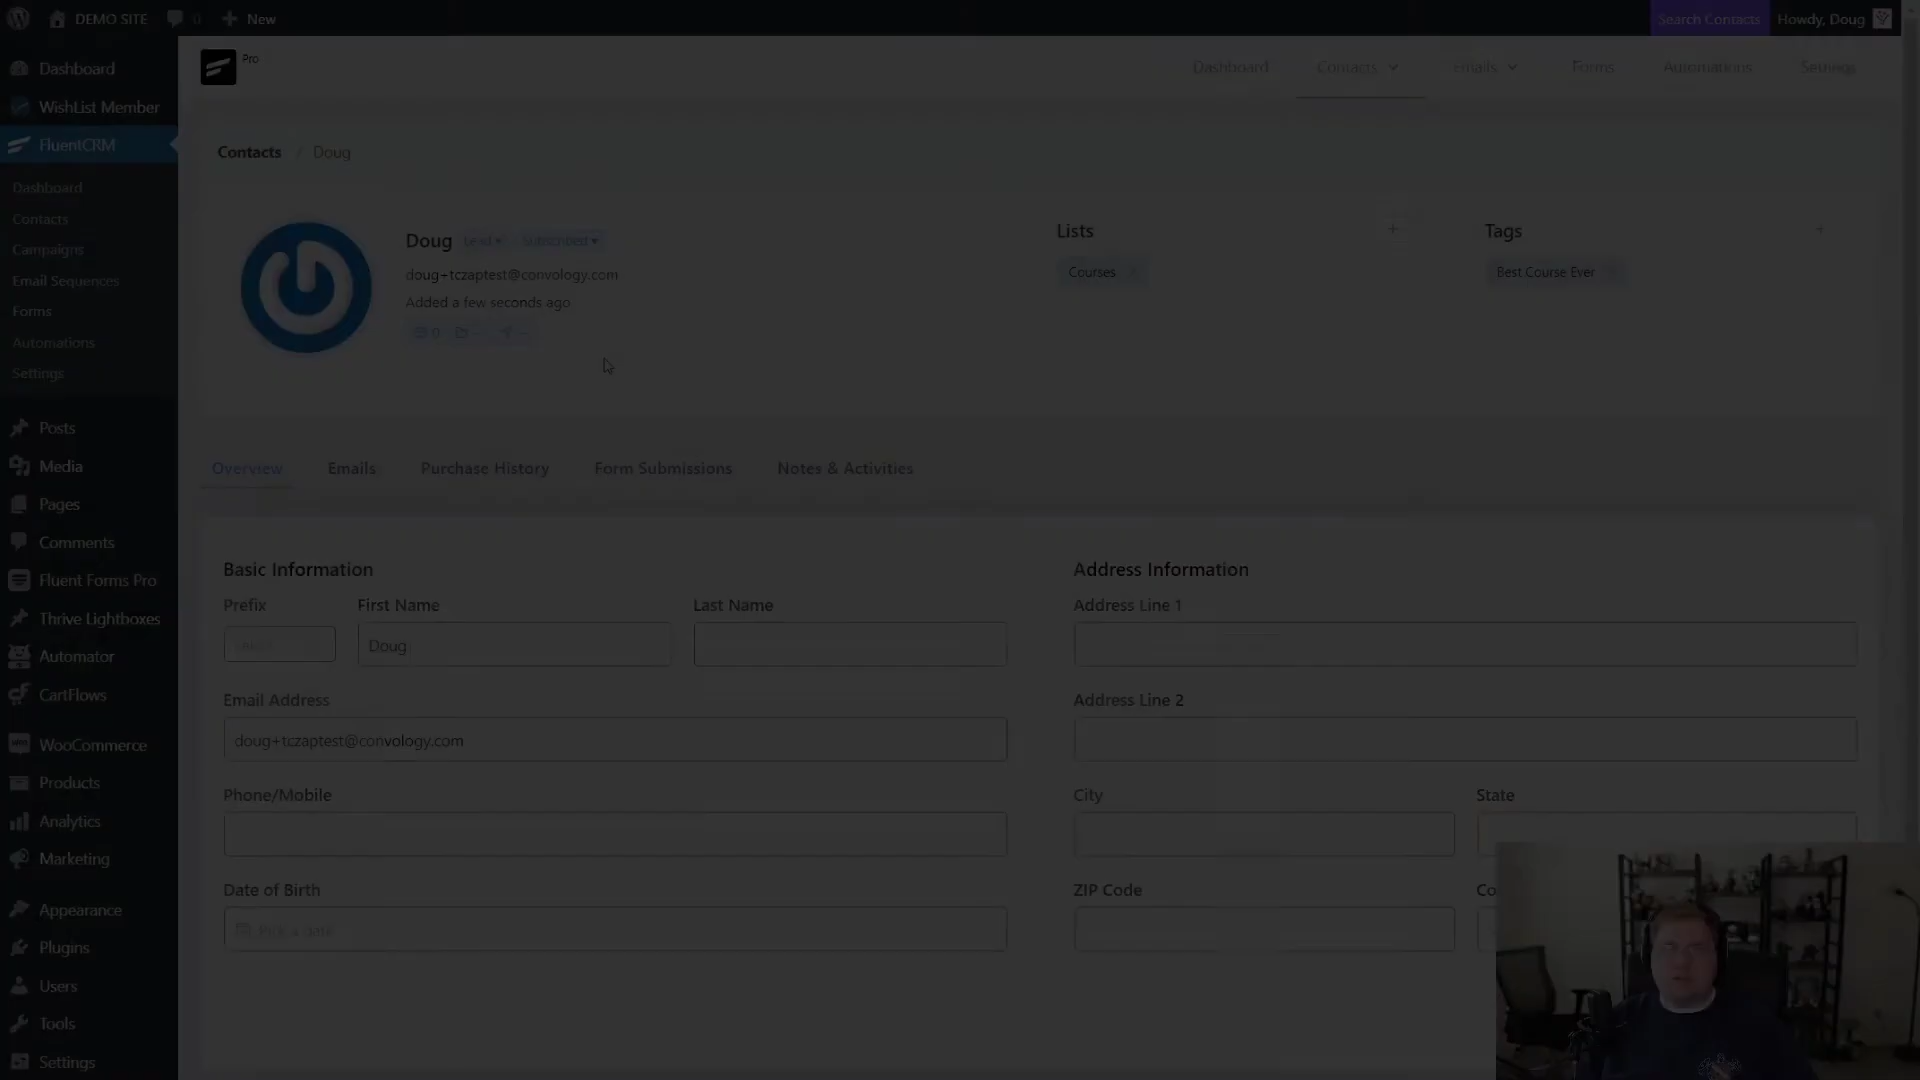 DEMO SITE
0
New
Search Contacts
Howdy, Doug
Dashboard
WishList Member
FluentCRM
Dashboard
Contacts
Campaigns
Email Sequences
Forms
Automations
Settings
Posts
Media
Pages
Comments
Fluent Forms Pro
Thrive Lightboxes
Automator
CartFlows
WooCommerce
Products
Analytics
Marketing
Appearance
Plugins
Users
Tools
Settings
Pro
Dashboard
Contacts
Emails
Forms
Automations
Settings
Contacts / Doug
Doug
Lead
Subscribed
doug+tczaptest@convology.com
Added a few seconds ago
0
--
--
Lists
+
Courses
Tags
+
Best Course Ever
Overview
Emails
Purchase History
Form Submissions
Notes & Activities
Basic Information
Prefix
First Name
Last Name
Doug
Email Address
doug+tczaptest@convology.com
Phone/Mobile
Date of Birth
Pick a date
Address Information
Address Line 1
Address Line 2
City
State
ZIP Code
Co